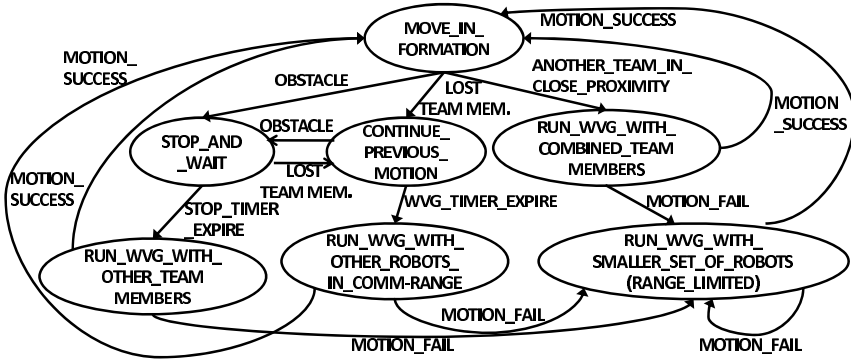 MOVE_IN_
FORMATION
MOTION_SUCCESS
MOTION_
SUCCESS
OBSTACLE
LOST
TEAM MEM.
ANOTHER_TEAM_IN_
CLOSE_PROXIMITY
MOTION
_SUCCESS
STOP_AND
_WAIT
OBSTACLE
LOST
TEAM MEM.
CONTINUE_
PREVIOUS_
MOTION
RUN_WVG_WITH_
COMBINED_TEAM
MEMBERS
MOTION_
SUCCESS
STOP_TIMER
_EXPIRE
WVG_TIMER_EXPIRE
MOTION_FAIL
RUN_WVG_WITH_
OTHER_TEAM
MEMBERS
RUN_WVG_WITH_
OTHER_ROBOTS_
IN_COMM-RANGE
RUN_WVG_WITH_
SMALLER_SET_OF_ROBOTS
(RANGE_LIMITED)
MOTION_FAIL
MOTION_FAIL
MOTION_FAIL